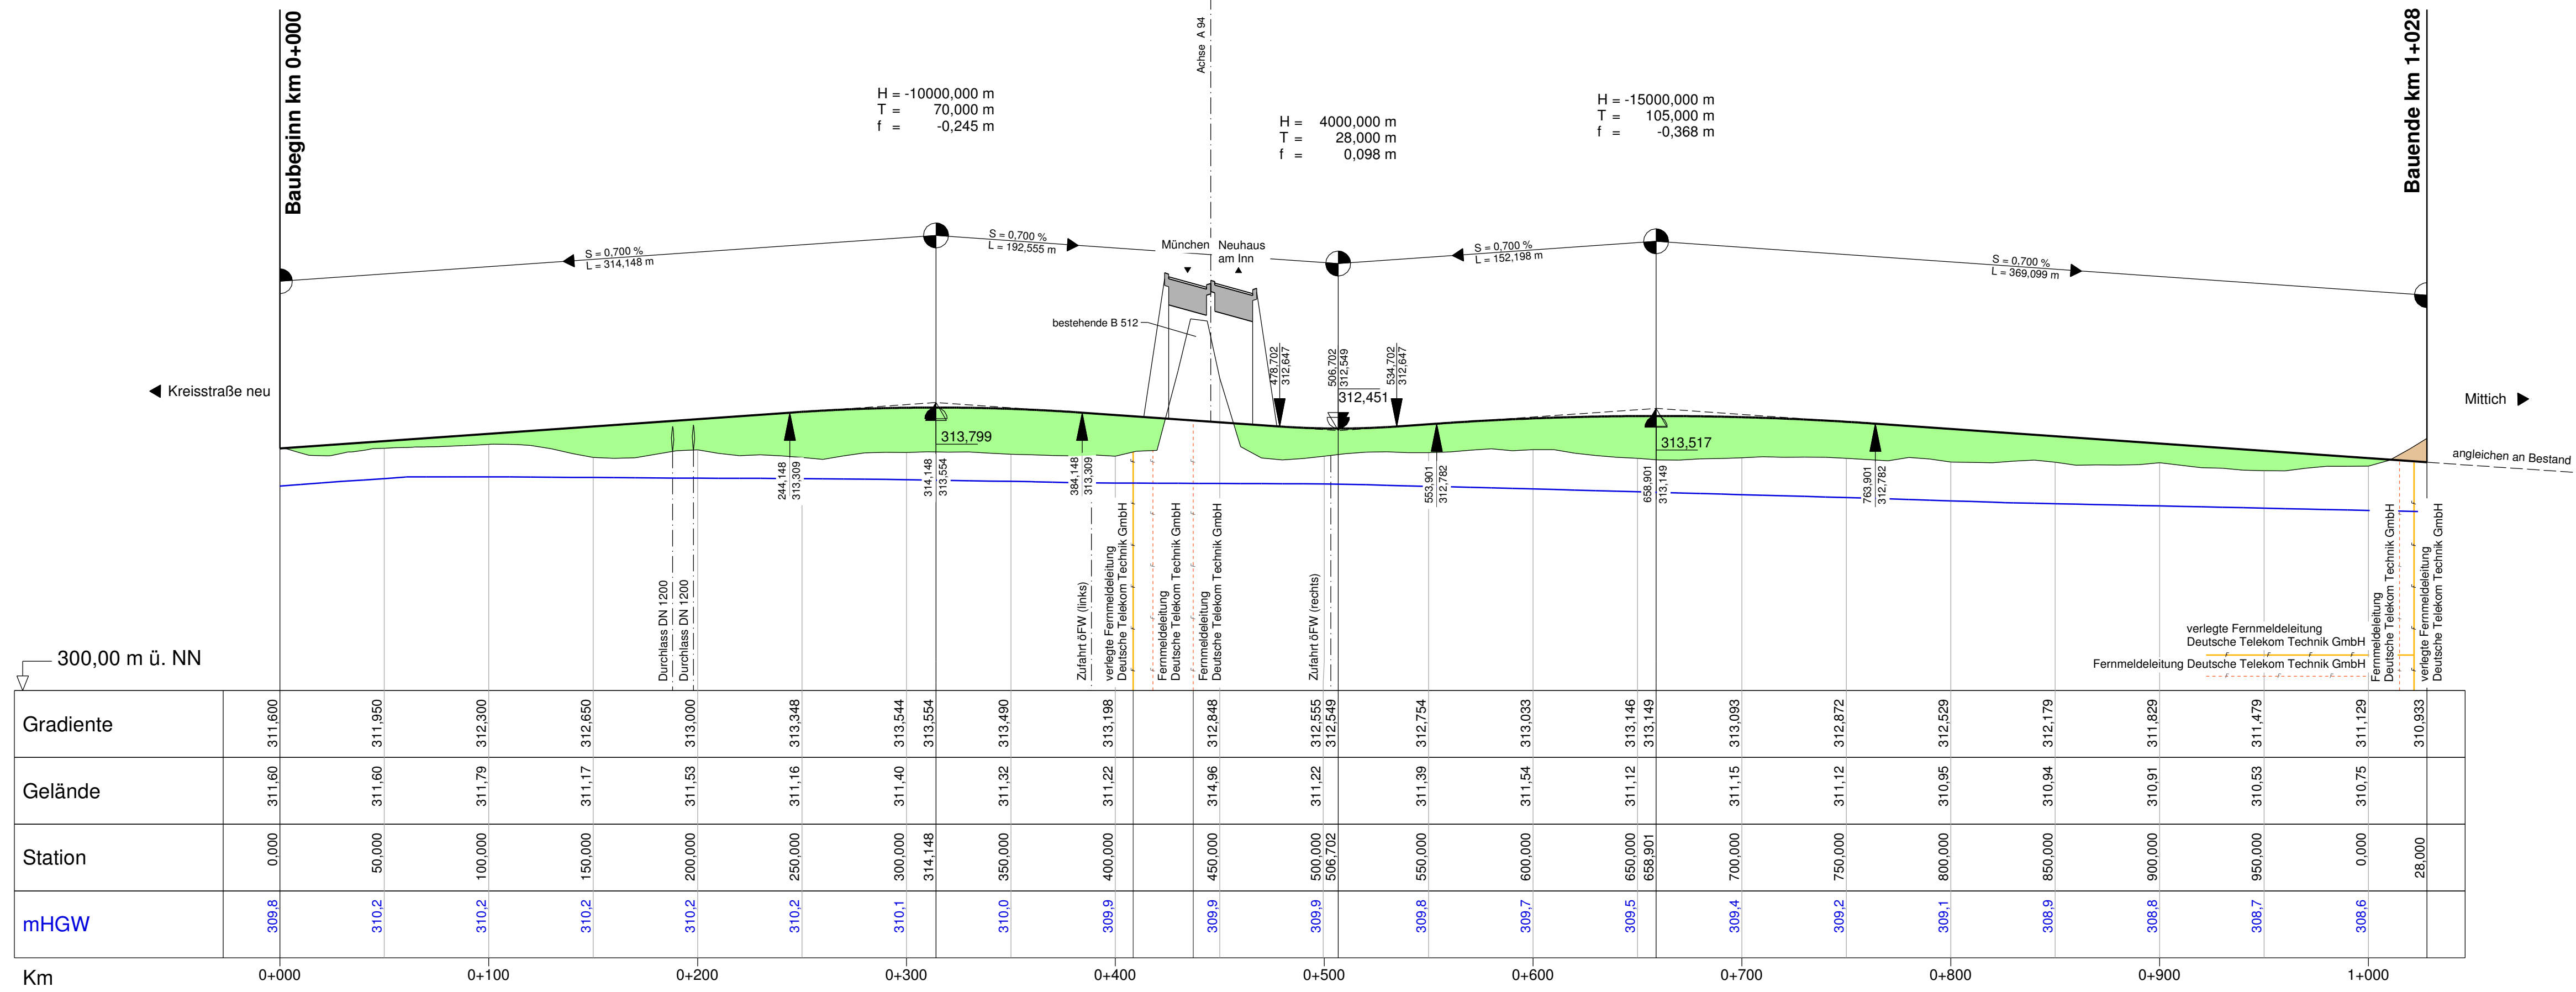 Baubeginn km 0+000
Achse A 94
Bauende km 1+028
H = -10000,000 m
T = 70,000 m
f = -0,245 m
H = 4000,000 m
T = 28,000 m
f = 0,098 m
H = -15000,000 m
T = 105,000 m
f = -0,368 m
S = 0,700 %
L = 314,148 m
S = 0,700 %
L = 192,555 m
München
Neuhaus
am Inn
S = 0,700 %
L = 152,198 m
S = 0,700 %
L = 369,099 m
bestehende B 512
478,702
312,647
506,702
312,549
534,702
312,647
312,451
Kreisstraße neu
Mittich
angleichen an Bestand
313,799
313,517
244,148
313,309
314,148
313,554
384,148
313,309
553,901
312,782
658,901
313,149
763,901
312,782
Durchlass DN 1200
Durchlass DN 1200
Zufahrt öFW (links)
verlegte Fernmeldeleitung
Deutsche Telekom Technik GmbH
Fernmeldeleitung
Deutsche Telekom Technik GmbH
Fernmeldeleitung
Deutsche Telekom Technik GmbH
Zufahrt öFW (rechts)
verlegte Fernmeldeleitung
Deutsche Telekom Technik GmbH
Fernmeldeleitung Deutsche Telekom Technik GmbH
Fernmeldeleitung
Deutsche Telekom Technik GmbH
verlegte Fernmeldeleitung
Deutsche Telekom Technik GmbH
300,00 m ü. NN
Gradiente 311,600 311,950 312,300 312,650 313,000 313,348 313,544 313,554 313,490 313,198 312,848 312,555 312,549 312,754 313,033 313,146 313,149 313,093 312,872 312,529 312,179 311,829 311,479 311,129 310,933
Gelände 311,60 311,60 311,79 311,17 311,53 311,16 311,40 311,32 311,22 314,96 311,22 311,39 311,54 311,12 311,15 311,12 310,95 310,94 310,91 310,53 310,75
Station 0,000 50,000 100,000 150,000 200,000 250,000 300,000 314,148 350,000 400,000 450,000 500,000 506,702 550,000 600,000 650,000 658,901 700,000 750,000 800,000 850,000 900,000 950,000 0,000 28,000
mHGW 309,8 310,2 310,2 310,2 310,2 310,2 310,1 310,0 309,9 309,9 309,9 309,8 309,7 309,5 309,4 309,2 309,1 308,9 308,8 308,7 308,6
Km 0+000 0+100 0+200 0+300 0+400 0+500 0+600 0+700 0+800 0+900 1+000